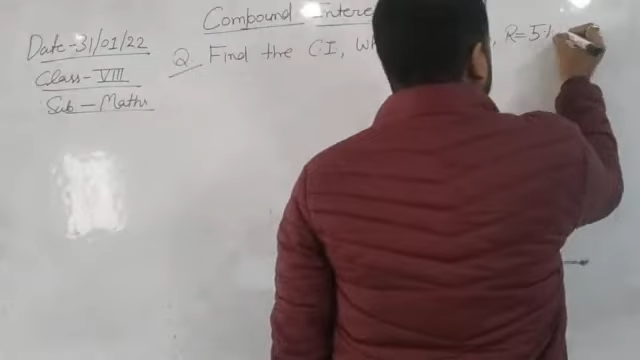 Compound Intere
Date-31/01/22
Q. Find the C.I, Wh , R=5%
Class-VIII
Sub-Maths